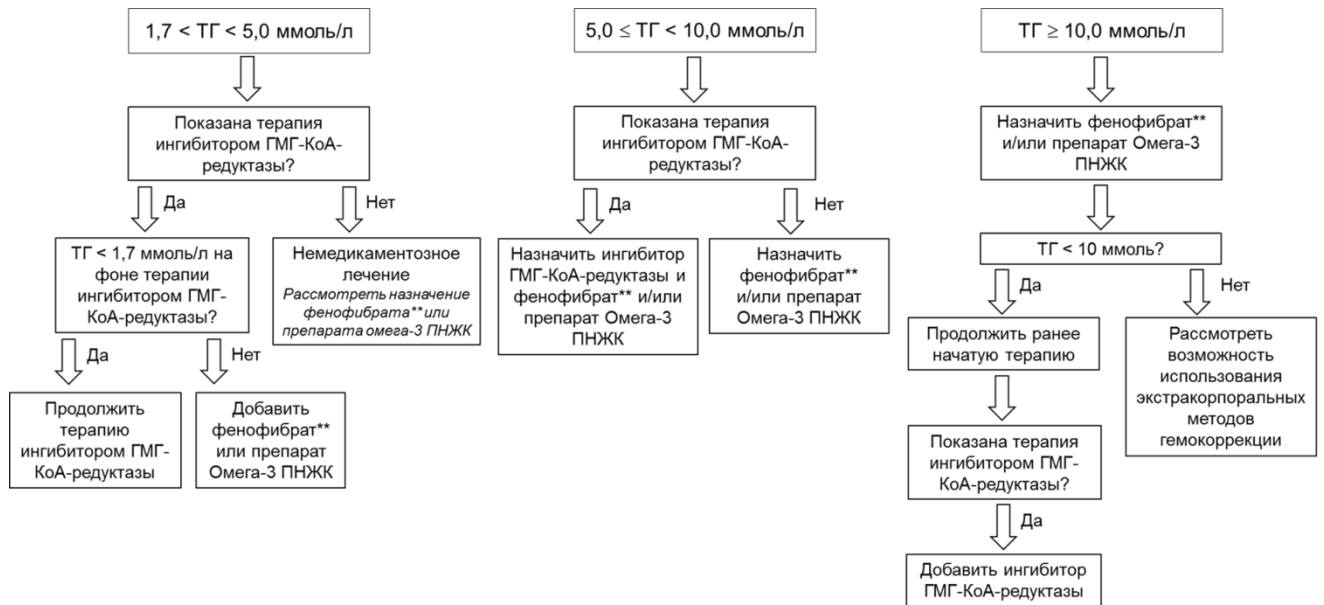 1,7 < ТГ < 5,0 ммоль/л
Показана терапия
ингибитором ГМГ-КоА-
редуктазы?
Да
Нет
ТГ < 1,7 ммоль/л на
фоне терапии
ингибитором ГМГ-
КоА-редуктазы?
Немедикаментозное
лечение
Рассмотреть назначение
фенофибрата** или
препарата омега-3 ПНЖК
Да
Нет
Продолжить
терапию
ингибитором ГМГ-
КоА-редуктазы
Добавить
фенофибрат**
или препарат
Омега-3 ПНЖК
5,0 ≤ ТГ < 10,0 ммоль/л
Показана терапия
ингибитором ГМГ-КоА-
редуктазы?
Да
Нет
Назначить ингибитор
ГМГ-КоА-редуктазы и
фенофибрат** и/или
препарат Омега-3
ПНЖК
Назначить
фенофибрат**
и/или препарат
Омега-3 ПНЖК
ТГ ≥ 10,0 ммоль/л
Назначить фенофибрат**
и/или препарат Омега-3
ПНЖК
ТГ < 10 ммоль?
Да
Нет
Продолжить ранее
начатую терапию
Рассмотреть
возможность
использования
экстракорпоральных
методов
гемокоррекции
Показана терапия
ингибитором ГМГ-
КоА-редуктазы?
Да
Добавить ингибитор
ГМГ-КоА-редуктазы